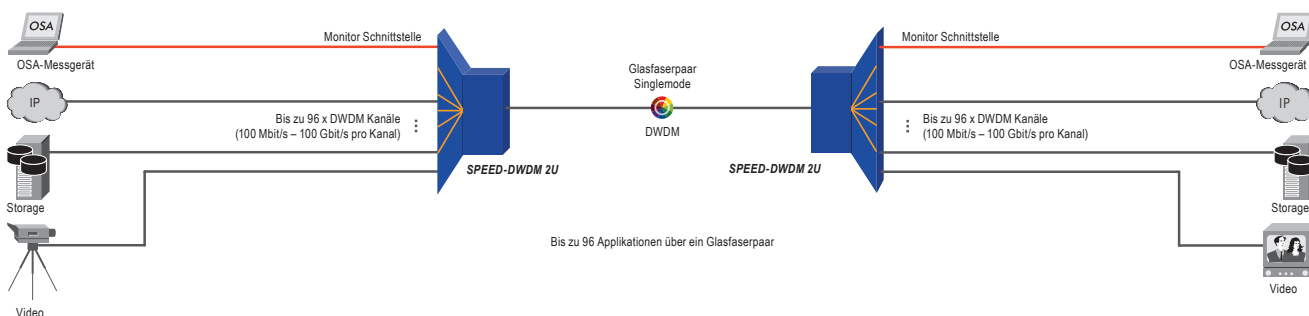 OSA
Monitor Schnittstelle
OSA-Messgerät
IP
Bis zu 96 x DWDM Kanäle
(100 Mbit/s – 100 Gbit/s pro Kanal)
Storage
Video
SPEED-DWDM 2U
Glasfaserpaar
Singlemode
DWDM
Bis zu 96 Applikationen über ein Glasfaserpaar
SPEED-DWDM 2U
Monitor Schnittstelle
OSA
OSA-Messgerät
IP
Bis zu 96 x DWDM Kanäle
(100 Mbit/s – 100 Gbit/s pro Kanal)
Storage
Video